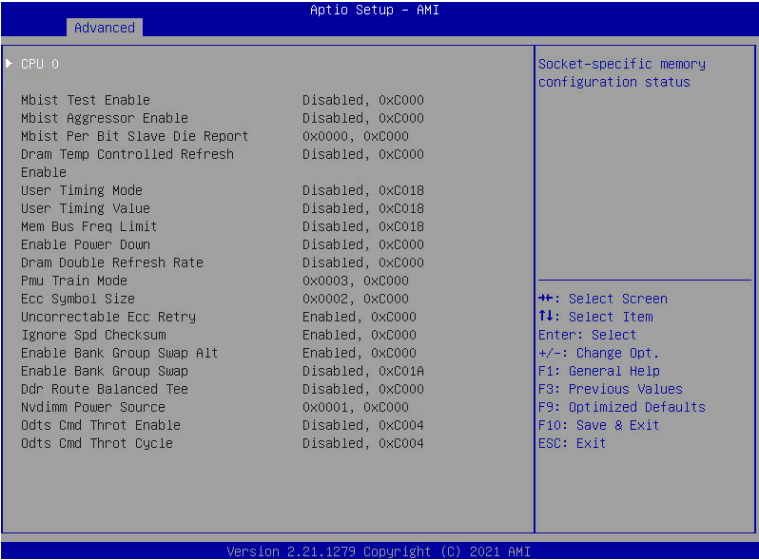 Aptio Setup - AMI
Advanced
CPU 0
Mbist Test Enable Disabled, 0xC000
Mbist Aggressor Enable Disabled, 0xC000
Mbist Per Bit Slave Die Report 0x0000, 0xC000
Dram Temp Controlled Refresh Disabled, 0xC000
Enable
User Timing Mode Disabled, 0xC018
User Timing Value Disabled, 0xC018
Mem Bus Freq Limit Disabled, 0xC018
Enable Power Down Disabled, 0xC000
Dram Double Refresh Rate Disabled, 0xC000
Pmu Train Mode 0x0003, 0xC000
Ecc Symbol Size 0x0002, 0xC000
Uncorrectable Ecc Retry Enabled, 0xC000
Ignore Spd Checksum Enabled, 0xC000
Enable Bank Group Swap Alt Enabled, 0xC000
Enable Bank Group Swap Disabled, 0xC01A
Ddr Route Balanced Tee Disabled, 0xC000
Nvdimm Power Source 0x0001, 0xC000
Odts Cmd Throt Enable Disabled, 0xC004
Odts Cmd Throt Cycle Disabled, 0xC004
Socket-specific memory
configuration status
→←: Select Screen
↑↓: Select Item
Enter: Select
+/-: Change Opt.
F1: General Help
F3: Previous Values
F9: Optimized Defaults
F10: Save & Exit
ESC: Exit
Version 2.21.1279 Copyright (C) 2021 AMI